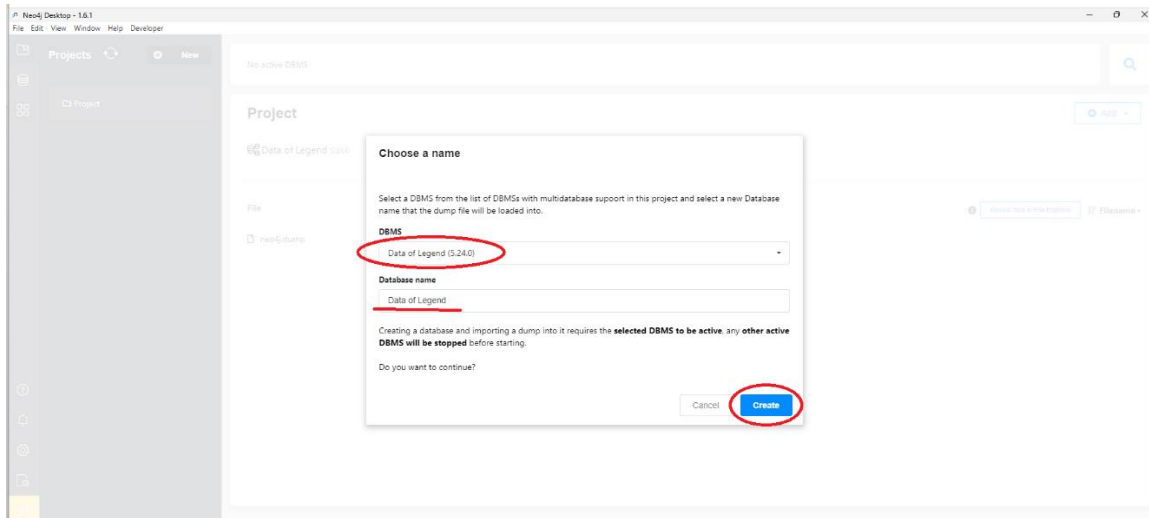 Neo4j Desktop - 1.6.1
File Edit View Window Help Developer
Projects
New
No active DBMS
Project
Project
Add
Data of Legend
Choose a name
Select a DBMS from the list of DBMSs with multidatabase supoort in this project and select a new Database
name that the dump file will be loaded into.
DBMS
Data of Legend (5.24.0)
Database name
Data of Legend
Creating a database and importing a dump into it requires the selected DBMS to be active, any other active
DBMS will be stopped before starting.
Do you want to continue?
Cancel
Create
File
Filename
neo4j.dump